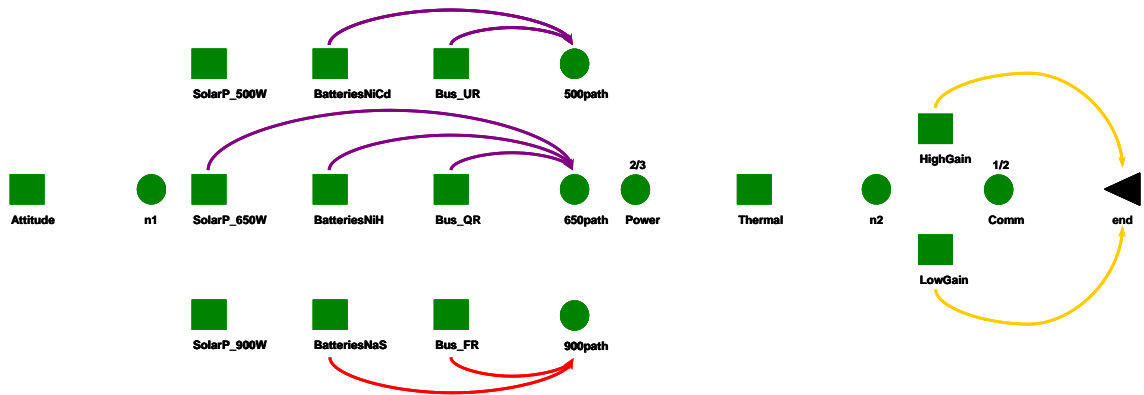 SolarP_500W BatteriesNiCd Bus_UR 500path
HighGain
2/3 1/2
Attitude n1 SolarP_650W BatteriesNiH Bus_QR 650path Power Thermal n2 Comm end
LowGain
SolarP_900W BatteriesNaS Bus_FR 900path